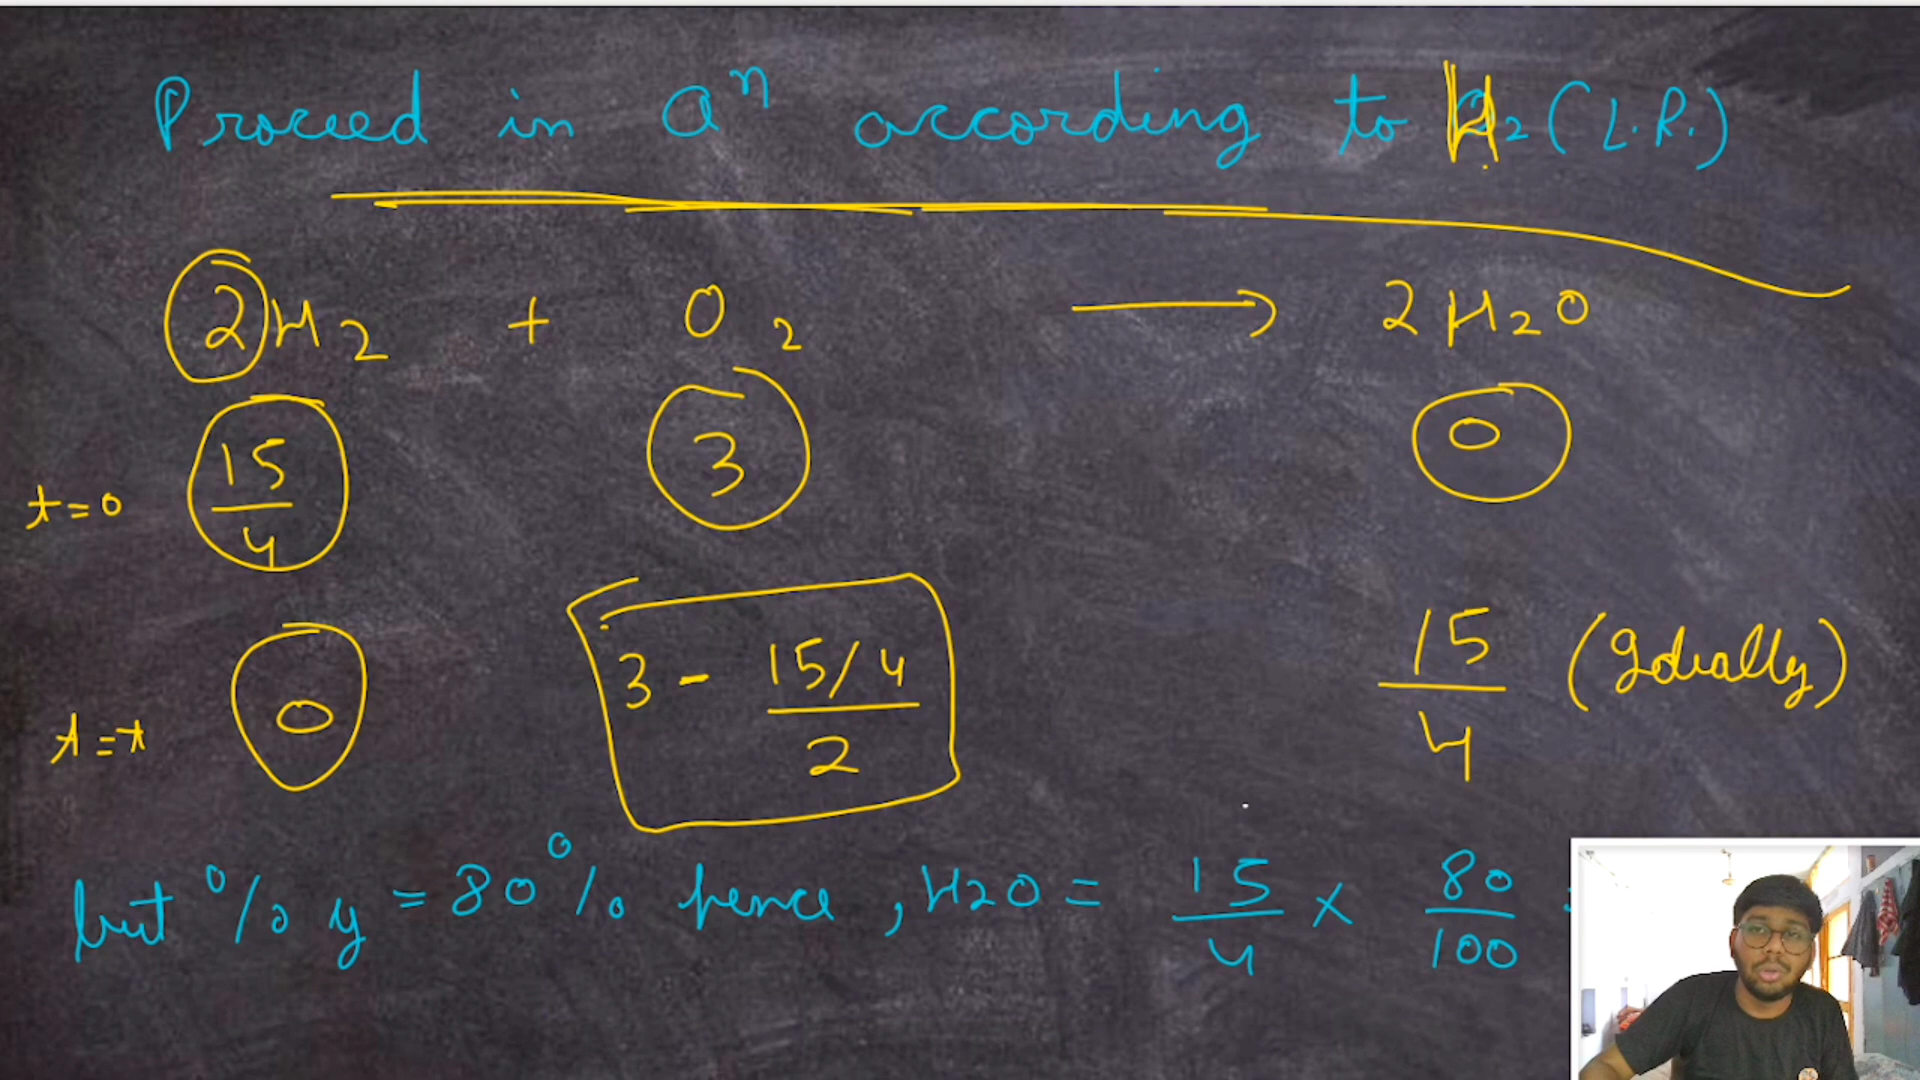 Proceed in Qⁿ according to H₂ (L.R.)
2H₂ + O₂ → 2H₂O
t=0 15/4 3 0
t=t 0 3 - (15/4)/2 15/4 (Ideally)
but % y = 80% hence, H2O = 15/4 × 80/100